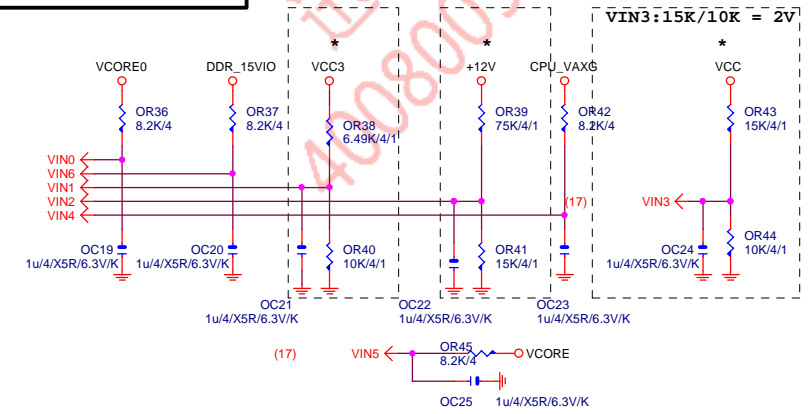 VIN3:15K/10K = 2V
*
*
*
VCORE0
DDR_15VIO
VCC3
+12V
CPU_VAXG
VCC
OR36
8.2K/4
OR37
8.2K/4
OR38
6.49K/4/1
OR39
75K/4/1
OR42
8.2K/4
OR43
15K/4/1
VIN0
VIN6
VIN1
VIN2
VIN4
(17)
VIN3
OC19
1u/4/X5R/6.3V/K
OC20
1u/4/X5R/6.3V/K
OR40
10K/4/1
OR41
15K/4/1
OC24
1u/4/X5R/6.3V/K
OR44
10K/4/1
OC21
1u/4/X5R/6.3V/K
OC22
1u/4/X5R/6.3V/K
OC23
1u/4/X5R/6.3V/K
(17)
VIN5
OR45
8.2K/4
VCORE
OC25
1u/4/X5R/6.3V/K